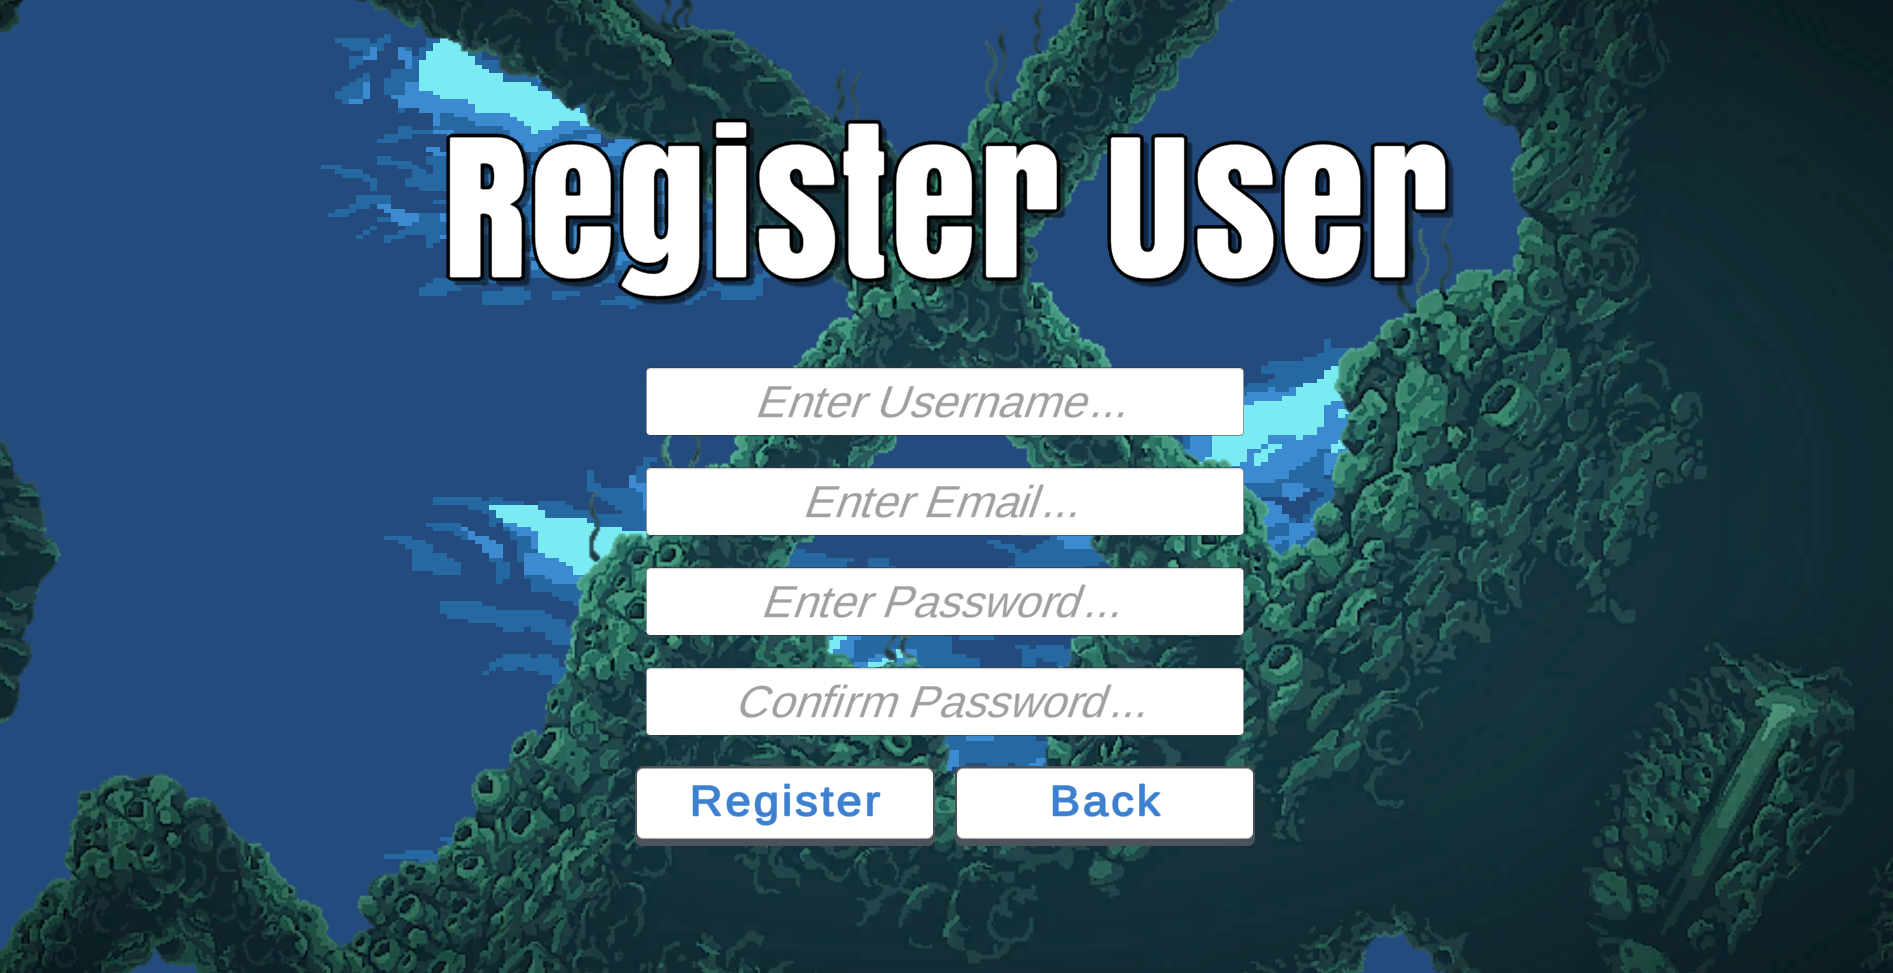 Register User
Enter Username...
Enter Email...
Enter Password...
Confirm Password...
Register
Back